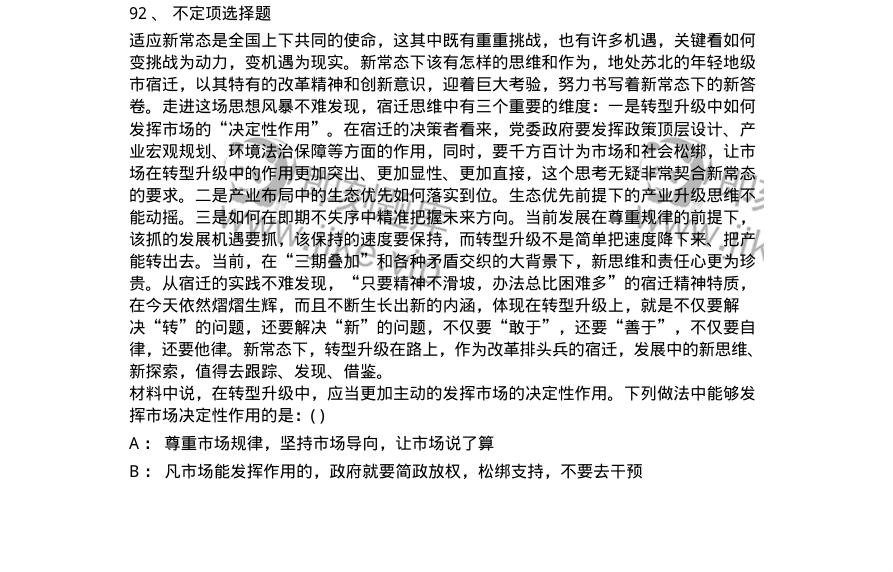 92 、 不定项选择题
适应新常态是全国上下共同的使命，这其中既有重重挑战，也有许多机遇，关键看如何
变挑战为动力，变机遇为现实。新常态下该有怎样的思维和作为，地处苏北的年轻地级
市宿迁，以其特有的改革精神和创新意识，迎着巨大考验，努力书写着新常态下的新答
卷。走进这场思想风暴不难发现，宿迁思维中有三个重要的维度：一是转型升级中如何
发挥市场的“决定性作用”。在宿迁的决策者看来，党委政府要发挥政策顶层设计、产
业宏观规划、环境法治保障等方面的作用，同时，要千方百计为市场和社会松绑，让市
场在转型升级中的作用更加突出、更加显性、更加直接，这个思考无疑非常契合新常态
的要求。二是产业布局中的生态优先如何落实到位。生态优先前提下的产业升级思维不
能动摇。三是如何在即期不失序中精准把握未来方向。当前发展在尊重规律的前提下，
该抓的发展机遇要抓，该保持的速度要保持，而转型升级不是简单把速度降下来、把产
能转出去。当前，在“三期叠加”和各种矛盾交织的大背景下，新思维和责任心更为珍
贵。从宿迁的实践不难发现，“只要精神不滑坡，办法总比困难多”的宿迁精神特质，
在今天依然熠熠生辉，而且不断生长出新的内涵，体现在转型升级上，就是不仅要解
决“转”的问题，还要解决“新”的问题，不仅要“敢于”，还要“善于”，不仅要自
律，还要他律。新常态下，转型升级在路上，作为改革排头兵的宿迁，发展中的新思维、
新探索，值得去跟踪、发现、借鉴。
材料中说，在转型升级中，应当更加主动的发挥市场的决定性作用。下列做法中能够发
挥市场决定性作用的是：( )
A ： 尊重市场规律，坚持市场导向，让市场说了算
B ： 凡市场能发挥作用的，政府就要简政放权，松绑支持，不要去干预